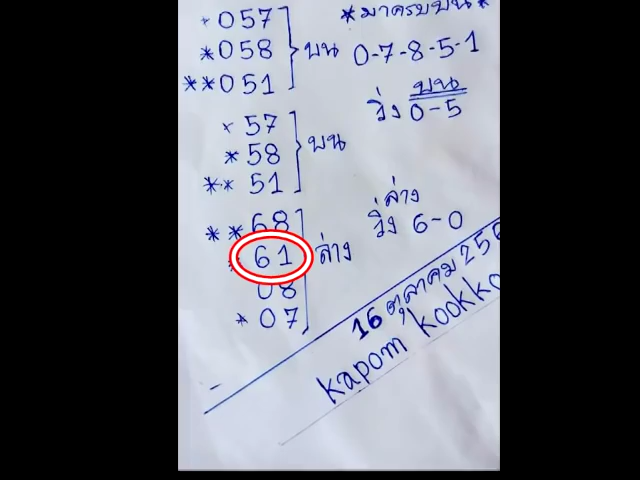 *057
*มาครบบน*
*058 บน
0-7-8-5-1
**051
บน
*57
วิ่ง 0-5
*58 บน
**51
ล่าง
**68
วิ่ง 6-0
*61 ล่าง
08
*07
16 ตุลาคม
kapom kookko